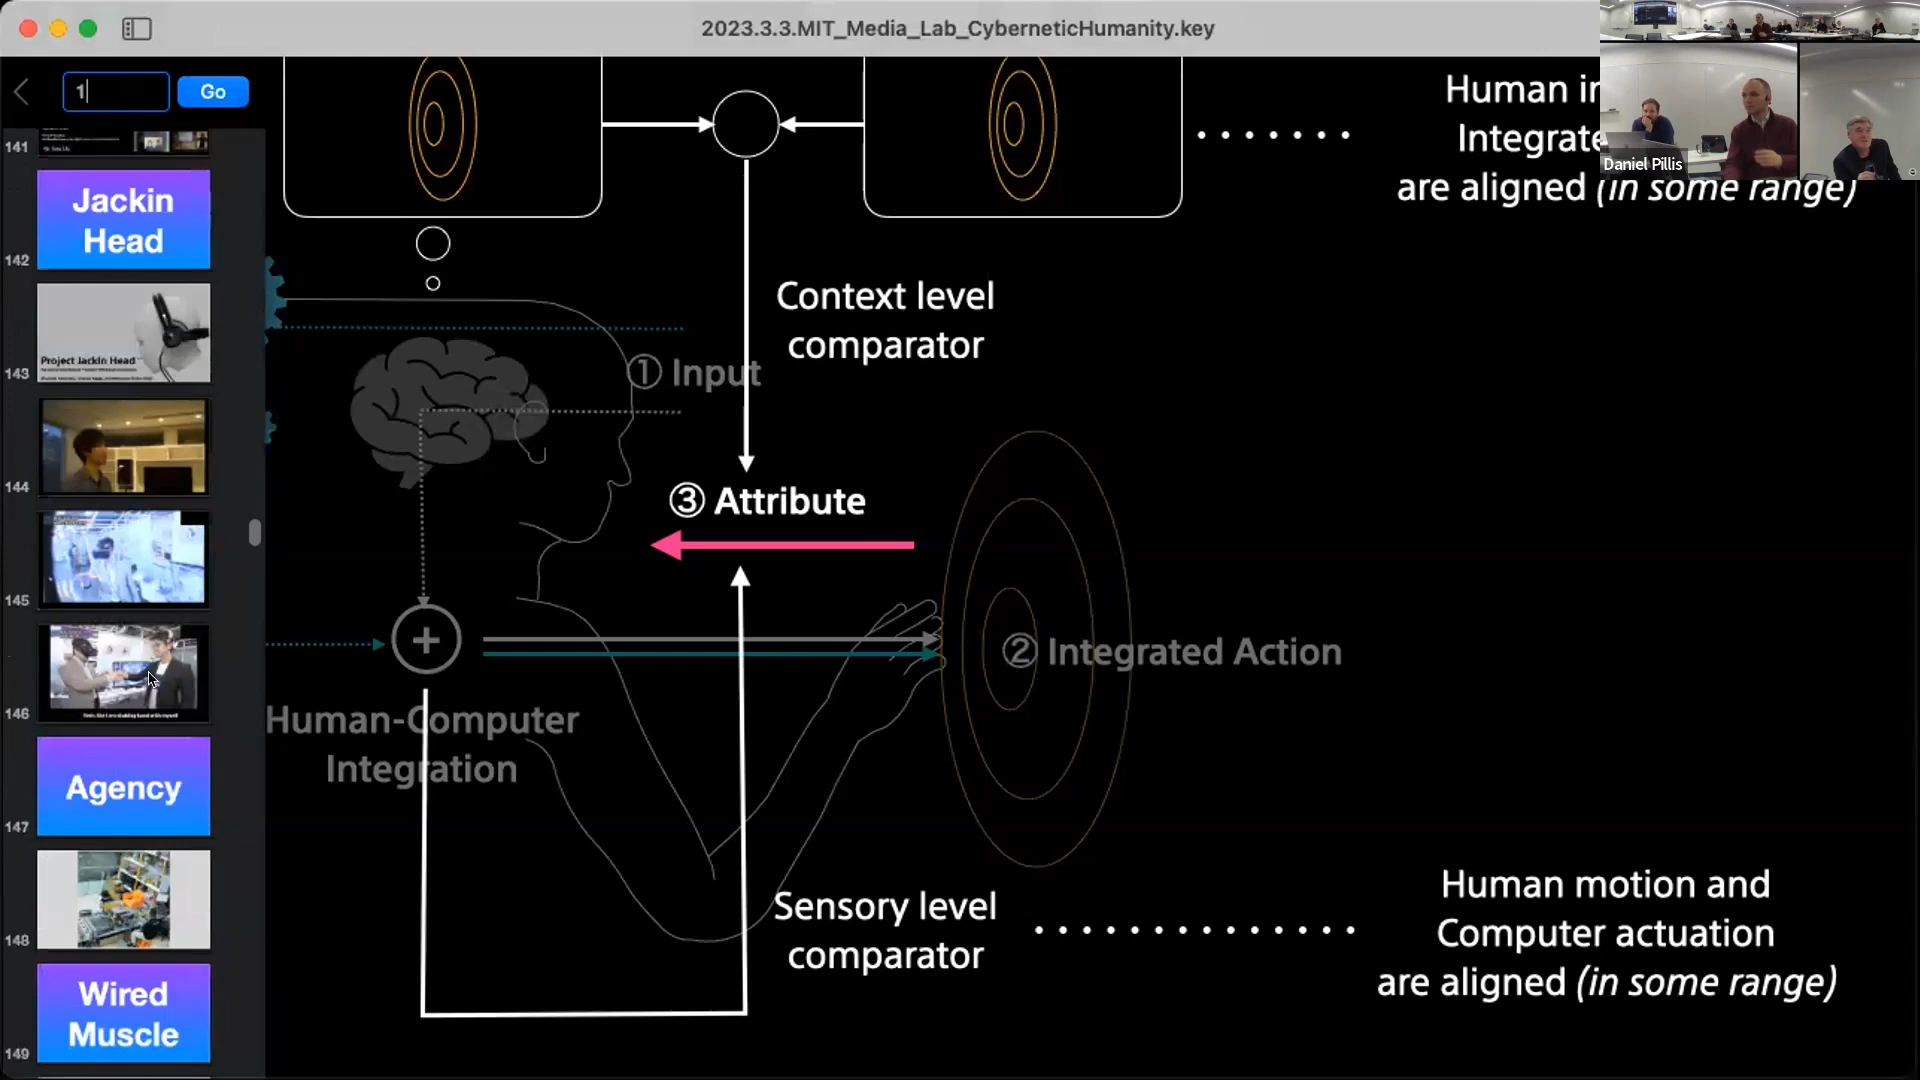 2023.3.3.MIT_Media_Lab_CyberneticHumanity.key
1
Go
141
Jackin
Head
142
Project JackIn Head
143
144
145
146
Agency
147
148
Wired
Muscle
149
Human
Integrate
are aligned (in some range)
Daniel Pillis
Context level
comparator
① Input
③ Attribute
② Integrated Action
Human-Computer
Integration
Sensory level
comparator
Human motion and
Computer actuation
are aligned (in some range)